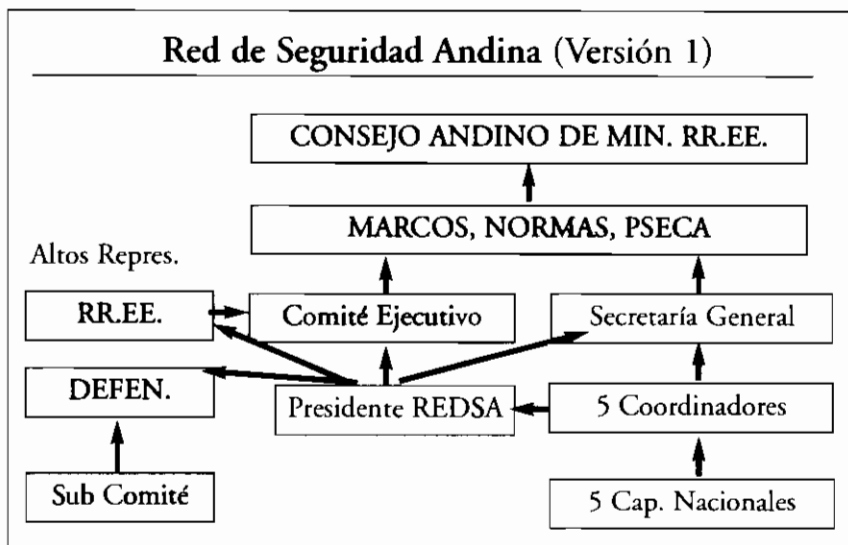 Red de Seguridad Andina (Versión 1)
CONSEJO ANDINO DE MIN. RR.EE.
MARCOS, NORMAS, PSECA
Altos Repres.
RR.EE.
Comité Ejecutivo
Secretaría General
DEFEN.
Presidente REDSA
5 Coordinadores
Sub Comité
5 Cap. Nacionales